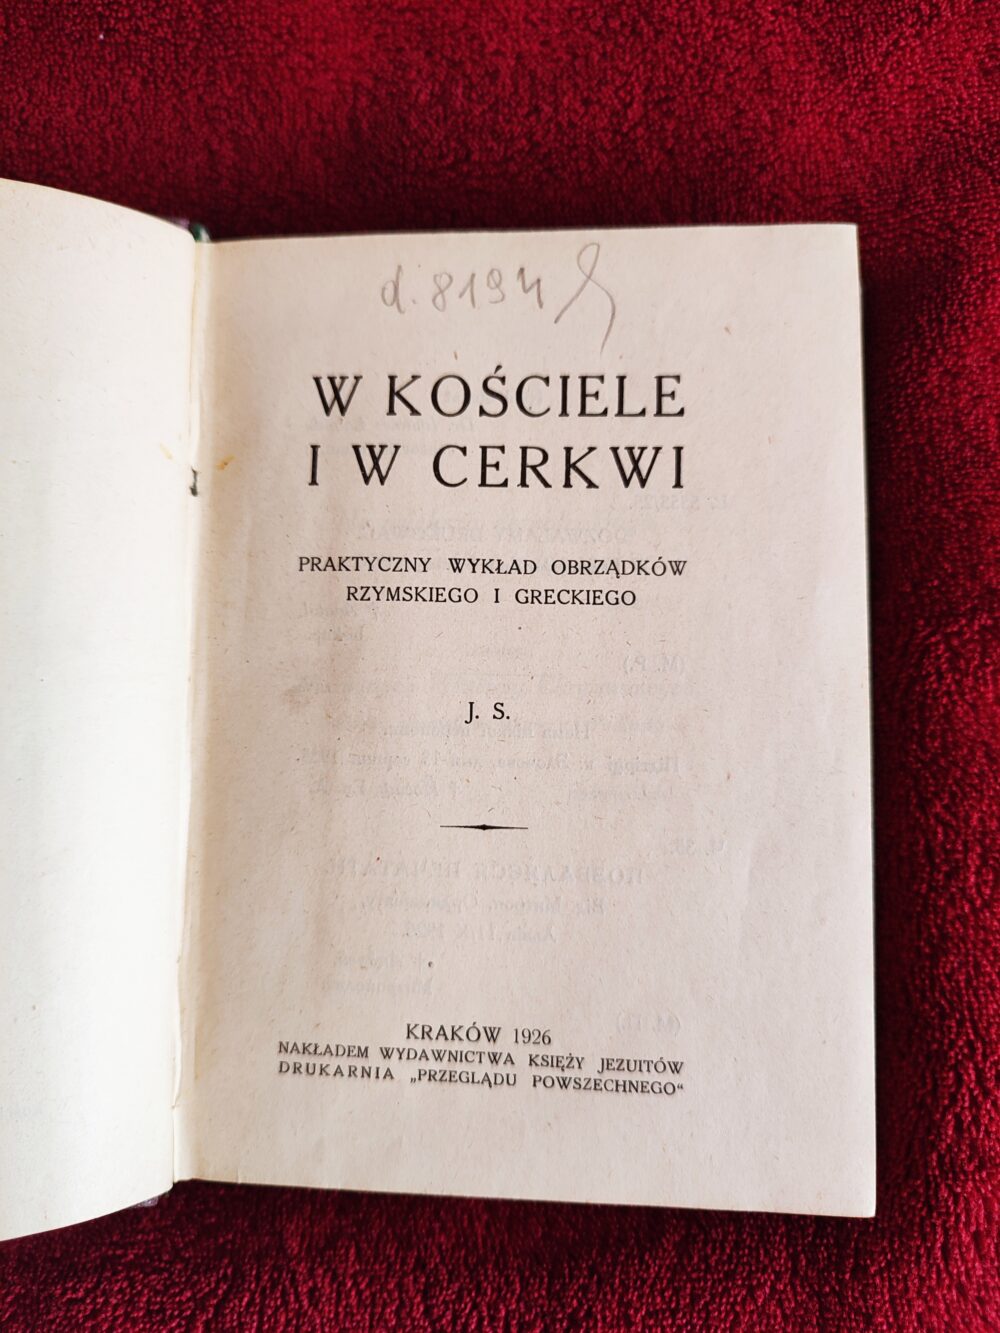 d. 8194
W KOŚCIELE
I W CERKWI
PRAKTYCZNY WYKŁAD OBRZĄDKÓW
RZYMSKIEGO I GRECKIEGO
J. S.
KRAKÓW 1926
NAKŁADEM WYDAWNICTWA KSIĘŻY JEZUITÓW
DRUKARNIA „PRZEGLĄDU POWSZECHNEGO“